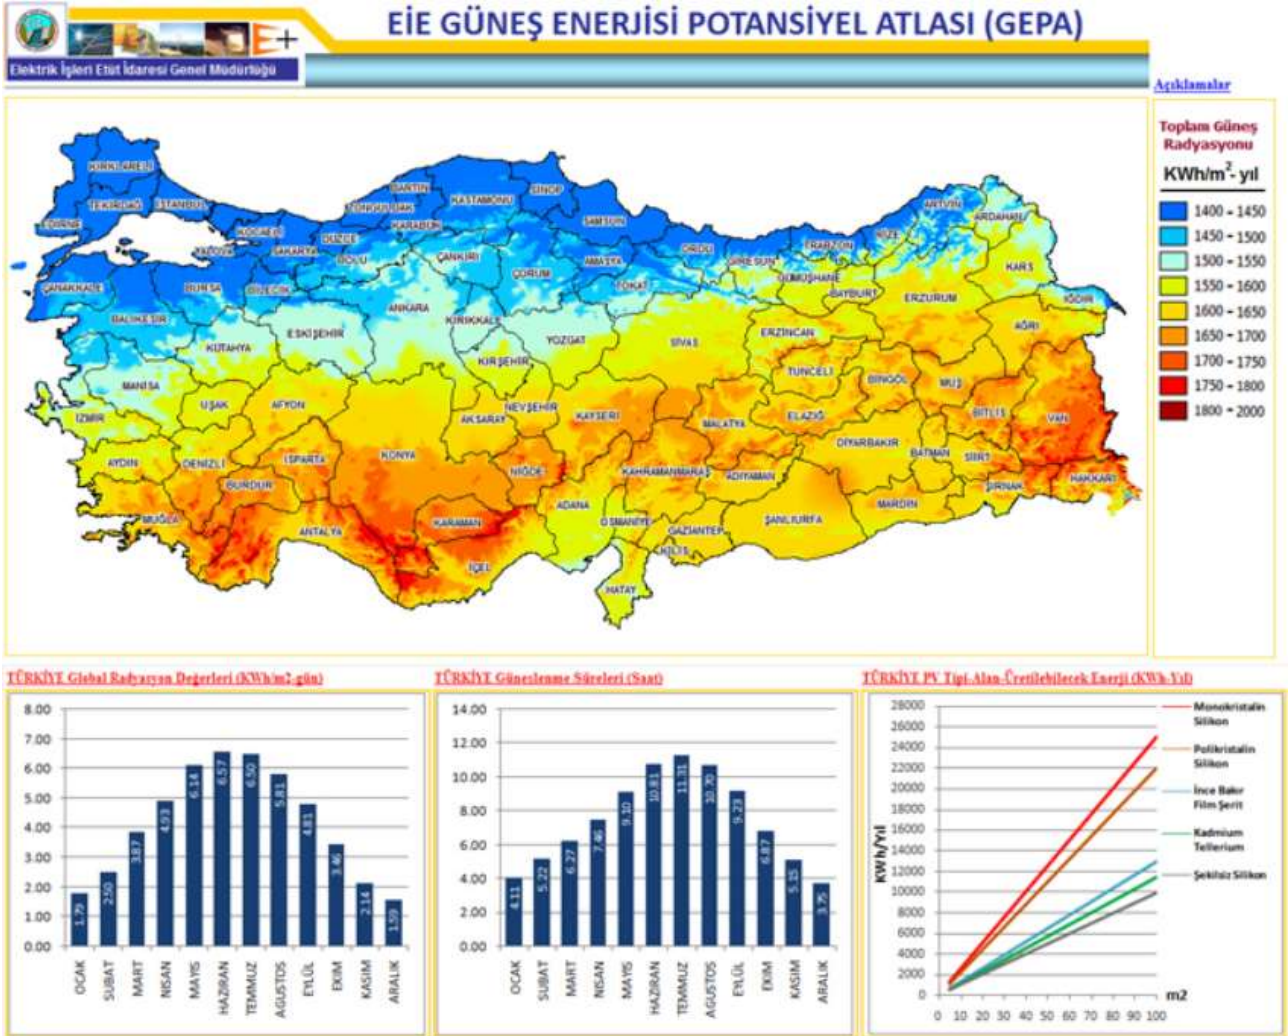 EİE GÜNEŞ ENERJİSİ POTANSİYEL ATLASI (GEPA)
Elektrik İşleri Etüt İdaresi Genel Müdürlüğü
Açıklamalar
Toplam Güneş
Radyasyonu
KWh/m²- yıl
1400 - 1450
1450 - 1500
1500 - 1550
1550 - 1600
1600 - 1650
1650 - 1700
1700 - 1750
1750 - 1800
1800 - 2000
KIRKLARELİ
TEKİRDAĞ
İSTANBUL
EDİRNE
KOCAELİ
YALOVA
SAKARYA
DÜZCE
BOLU
ZONGULDAK
BARTIN
KARABÜK
KASTAMONU
SİNOP
SAMSUN
ÇANKIRI
ÇORUM
AMASYA
TOKAT
ORDU
GİRESUN
TRABZON
RİZE
ARTVİN
ARDAHAN
GÜMÜŞHANE
BAYBURT
ERZURUM
KARS
IĞDIR
AĞRI
ÇANAKKALE
BURSA
BİLECİK
BALIKESİR
KÜTAHYA
ESKİŞEHİR
ANKARA
KIRIKKALE
KIRŞEHİR
YOZGAT
SİVAS
ERZİNCAN
TUNCELİ
BİNGÖL
MUŞ
BİTLİS
VAN
MANİSA
İZMİR
UŞAK
AFYON
AKSARAY
NEVŞEHİR
KAYSERİ
MALATYA
ELAZIĞ
DİYARBAKIR
BATMAN
SİİRT
ŞIRNAK
HAKKARİ
AYDIN
DENİZLİ
ISPARTA
BURDUR
KONYA
NİĞDE
KAHRAMANMARAŞ
ADIYAMAN
MARDİN
MUĞLA
ANTALYA
KARAMAN
İÇEL
ADANA
OSMANİYE
GAZİANTEP
KİLİS
ŞANLIURFA
HATAY
TÜRKİYE Global Radyasyon Değerleri (KWh/m2-gün)
8.00
7.00
6.00
5.00
4.00
3.00
2.00
1.00
0.00
1.79
2.50
3.87
4.93
6.14
6.57
6.50
5.81
4.81
3.46
2.14
1.59
OCAK
SUBAT
MART
NISAN
MAYIS
HAZIRAN
TEMMUZ
AGUSTOS
EYLÜL
EKIM
KASIM
ARALIK
TÜRKİYE Güneslenme Süreleri (Saat)
14.00
12.00
10.00
8.00
6.00
4.00
2.00
0.00
4.11
5.22
6.27
7.46
9.10
10.81
11.31
10.70
9.23
6.87
5.15
3.75
OCAK
SUBAT
MART
NISAN
MAYIS
HAZIRAN
TEMMUZ
AGUSTOS
EYLÜL
EKIM
KASIM
ARALIK
TÜRKİYE PV Tipi-Alan-Üretilebilecek Enerji (KWh-Yıl)
KWh/Yıl
28000
26000
24000
22000
20000
18000
16000
14000
12000
10000
8000
6000
4000
2000
0
0 10 20 30 40 50 60 70 80 90 100
m2
Monokristalin
Silikon
Polikristalin
Silikon
İnce Bakır
Film Şerit
Kadmium
Tellerium
Şekilsiz Silikon